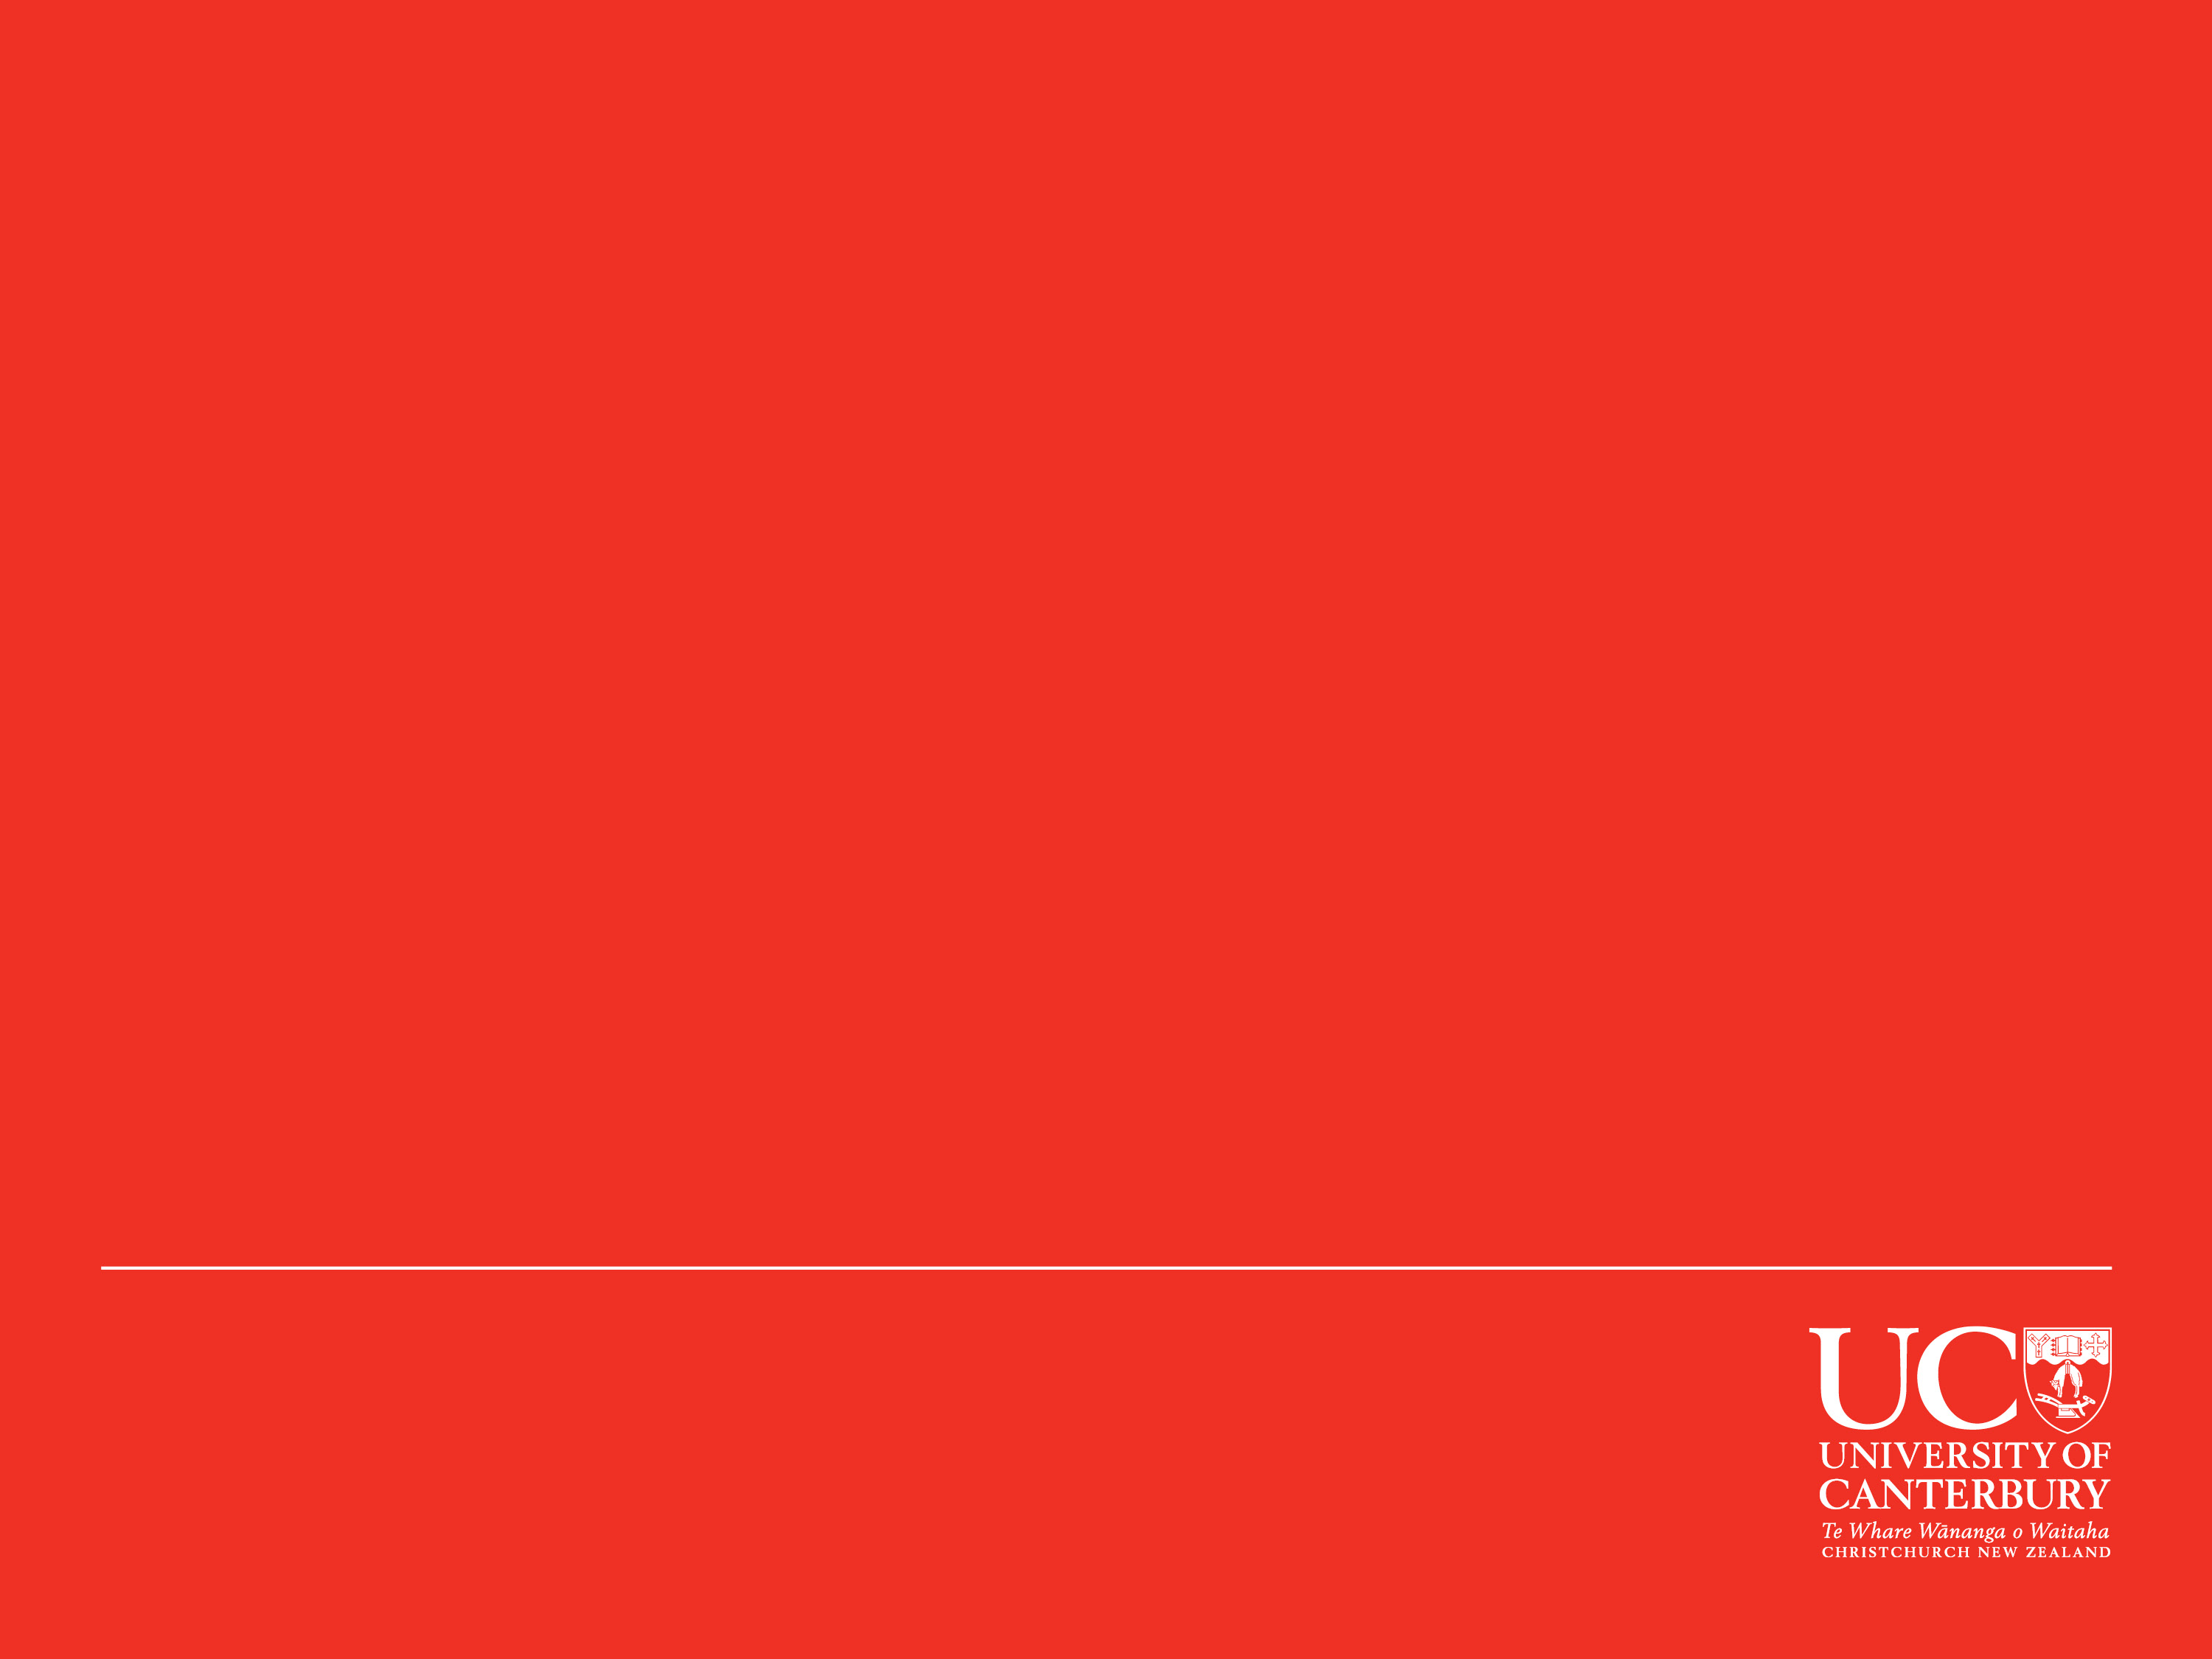 UC
UNIVERSITY OF
CANTERBURY
Te Whare Wānanga o Waitaha
CHRISTCHURCH NEW ZEALAND